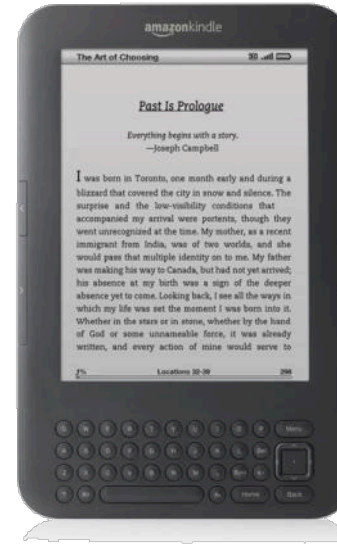 amazonkindle
The Art of Choosing
Past Is Prologue
Everything begins with a story.
—Joseph Campbell
I was born in Toronto, one month early and during a
blizzard that covered the city in snow and silence. The
surprise and the low-visibility conditions that
accompanied my arrival were portents, though they
went unrecognized at the time. My mother, as a recent
immigrant from India, was of two worlds, and she
would pass that multiple identity on to me. My father
was making his way to Canada, but had not yet arrived;
his absence at my birth was a sign of the deeper
absence yet to come. Looking back, I see all the ways in
which my life was set the moment I was born into it.
Whether in the stars or in stone, whether by the hand
of God or some unnameable force, it was already
written, and every action of mine would serve to
Locations 32-39
Menu
Home
Back